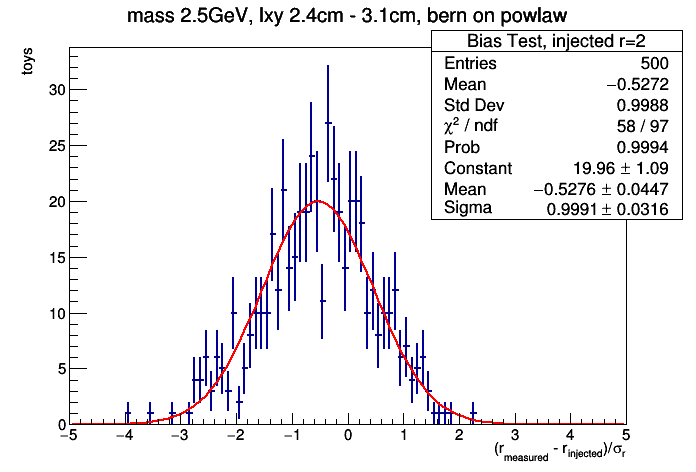 mass 2.5GeV, lxy 2.4cm - 3.1cm, bern on powlaw
Bias Test, injected r=2
Entries 500
Mean −0.5272
Std Dev 0.9988
χ² / ndf 58 / 97
Prob 0.9994
Constant 19.96 ± 1.09
Mean −0.5276 ± 0.0447
Sigma 0.9991 ± 0.0316
toys
30
25
20
15
10
5
0
−5 −4 −3 −2 −1 0 1 2 3 4 5
(r_measured - r_injected)/σ_r